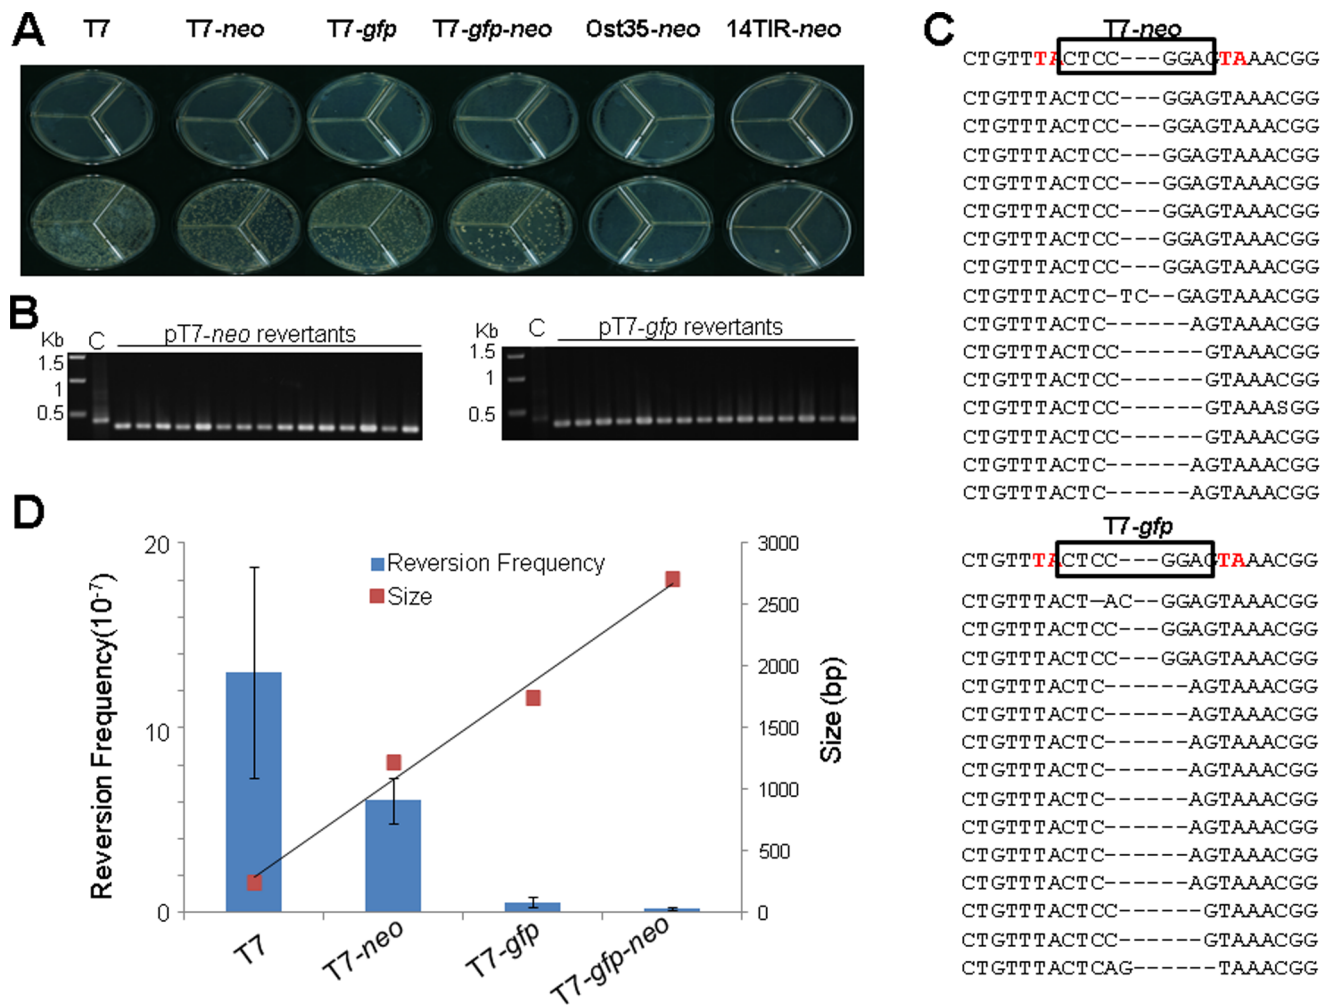 A
T7 T7-neo T7-gfp T7-gfp-neo Ost35-neo 14TIR-neo
B
Kb C pT7-neo revertants
1.5
1
0.5
Kb C pT7-gfp revertants
1.5
1
0.5
C
T7-neo
CTGTTTACTCC---GGAGTAAACGG
CTGTTTACTCC---GGAGTAAACGG
CTGTTTACTCC---GGAGTAAACGG
CTGTTTACTCC---GGAGTAAACGG
CTGTTTACTCC---GGAGTAAACGG
CTGTTTACTCC---GGAGTAAACGG
CTGTTTACTCC---GGAGTAAACGG
CTGTTTACTCC---GGAGTAAACGG
CTGTTTACTC-TC--GAGTAAACGG
CTGTTTACTC------AGTAAACGG
CTGTTTACTCC------GTAAACGG
CTGTTTACTCC------GTAAACGG
CTGTTTACTCC------GTAAASGG
CTGTTTACTCC------GTAAACGG
CTGTTTACTC------AGTAAACGG
CTGTTTACTC------AGTAAACGG
T7-gfp
CTGTTTACTCC---GGAGTAAACGG
CTGTTTACT–AC--GGAGTAAACGG
CTGTTTACTCC---GGAGTAAACGG
CTGTTTACTCC---GGAGTAAACGG
CTGTTTACTC------AGTAAACGG
CTGTTTACTC------AGTAAACGG
CTGTTTACTC------AGTAAACGG
CTGTTTACTC------AGTAAACGG
CTGTTTACTC------AGTAAACGG
CTGTTTACTC------AGTAAACGG
CTGTTTACTC------AGTAAACGG
CTGTTTACTC------AGTAAACGG
CTGTTTACTCC------GTAAACGG
CTGTTTACTCC------GTAAACGG
CTGTTTACTCAG------TAAACGG
D
Reversion Frequency(10-7)
20
10
0
Reversion Frequency
Size
3000
2500
2000
1500
1000
500
0
Size (bp)
T7
T7-neo
T7-gfp
T7-gfp-neo